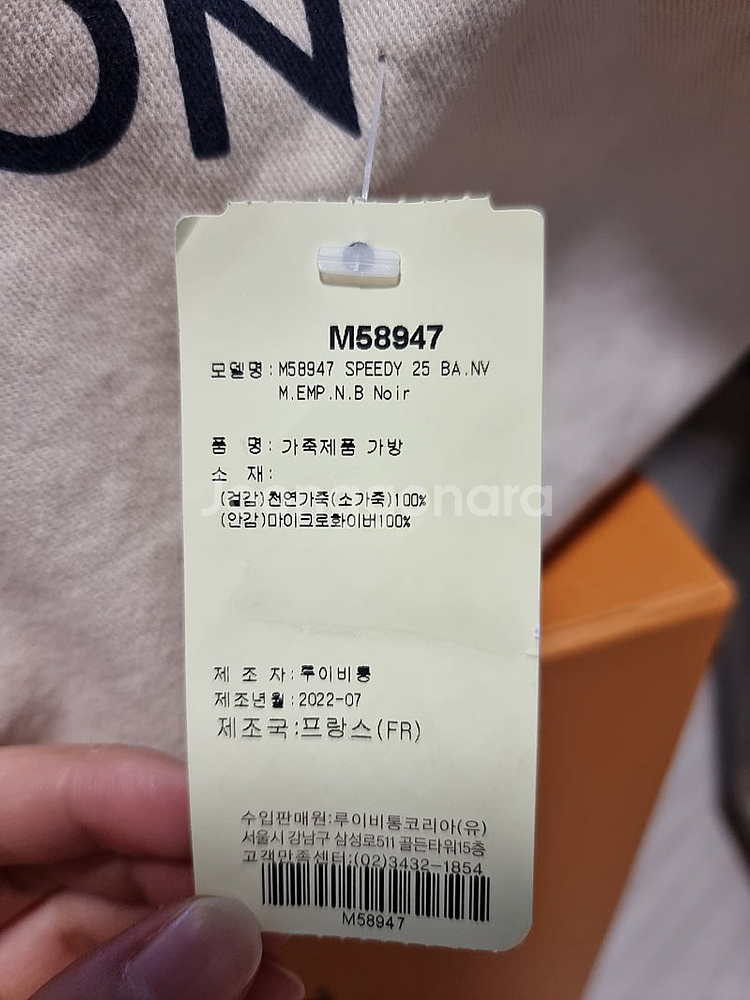 ON
M58947
모델명: M58947 SPEEDY 25 BA.NV
M.EMP.N.B Noir
품 명: 가죽제품 가방
소 재:
(겉감)천연가죽(소가죽)100%
(안감)마이크로화이버100%
Joonggonara
제 조 자:루이비통
제조년월:2022-07
제조국:프랑스(FR)
수입판매원:루이비통코리아(유)
서울시 강남구 삼성로511 골든타워15층
고객만족센터:(02)3432-1854
M58947